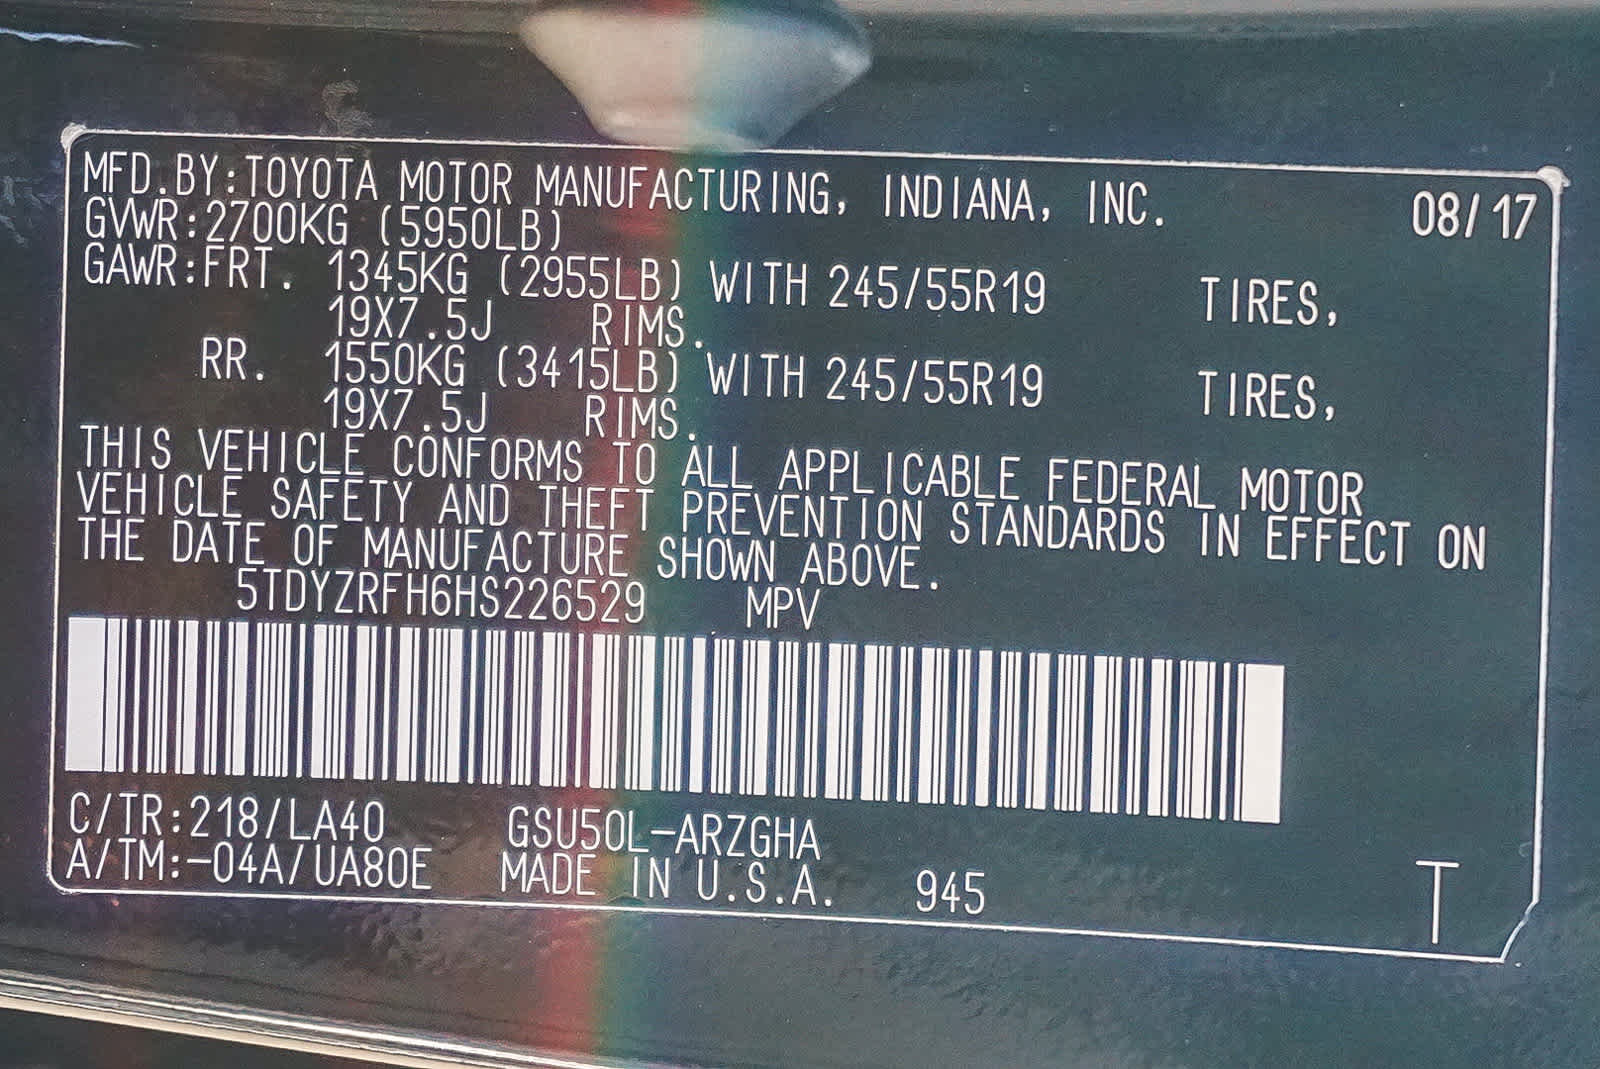 MFD.BY:TOYOTA MOTOR MANUFACTURING, INDIANA, INC. 08/17
GVWR:2700KG (5950LB)
GAWR:FRT. 1345KG (2955LB) WITH 245/55R19 TIRES,
19X7.5J RIMS.
RR. 1550KG (3415LB) WITH 245/55R19 TIRES,
19X7.5J RIMS.
THIS VEHICLE CONFORMS TO ALL APPLICABLE FEDERAL MOTOR
VEHICLE SAFETY AND THEFT PREVENTION STANDARDS IN EFFECT ON
THE DATE OF MANUFACTURE SHOWN ABOVE.
5TDYZRFH6HS226529 MPV
C/TR:218/LA40 GSU50L-ARZGHA
A/TM:-04A/UA80E MADE IN U.S.A. 945 T